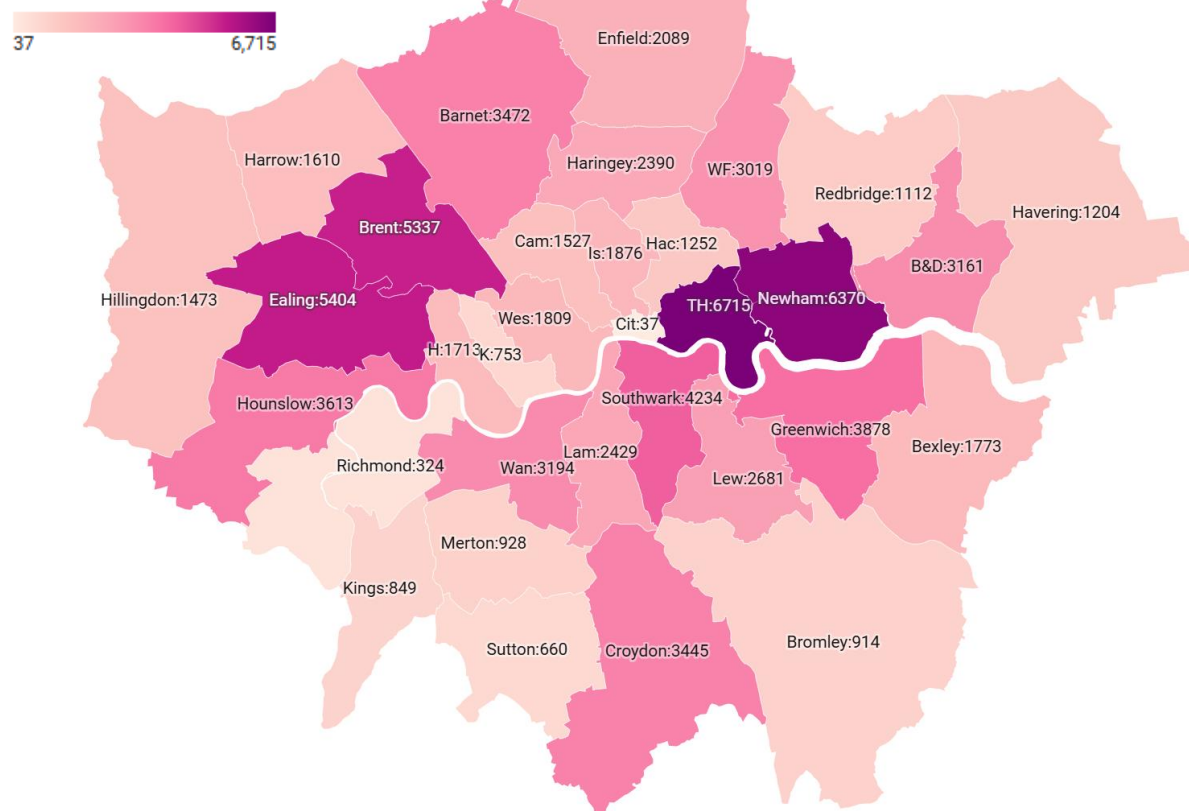 37 6,715
Enfield:2089
Barnet:3472
Harrow:1610
Haringey:2390
WF:3019
Redbridge:1112
Havering:1204
Brent:5337
Cam:1527
Is:1876
Hac:1252
B&D:3161
Hillingdon:1473
Ealing:5404
Wes:1809
Cit:37
TH:6715
Newham:6370
H:1713
K:753
Hounslow:3613
Southwark:4234
Greenwich:3878
Richmond:324
Wan:3194
Lam:2429
Lew:2681
Bexley:1773
Merton:928
Kings:849
Sutton:660
Croydon:3445
Bromley:914